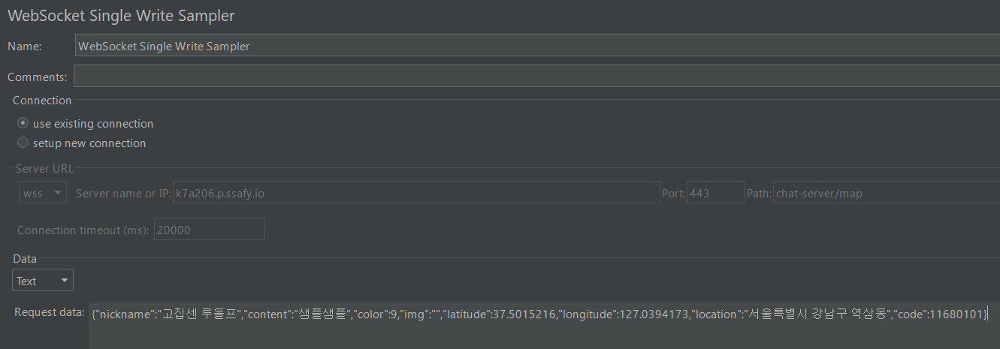 WebSocket Single Write Sampler
Name: WebSocket Single Write Sampler
Comments:
Connection
use existing connection
setup new connection
Server URL
wss Server name or IP: k7a206.p.ssafy.io Port: 443 Path: chat-server/map
Connection timeout (ms): 20000
Data
Text
Request data: {"nickname":"고집센 루돌프","content":"샘플샘플","color":9,"img":"","latitude":37.5015216,"longitude":127.0394173,"location":"서울특별시 강남구 역삼동","code":11680101}